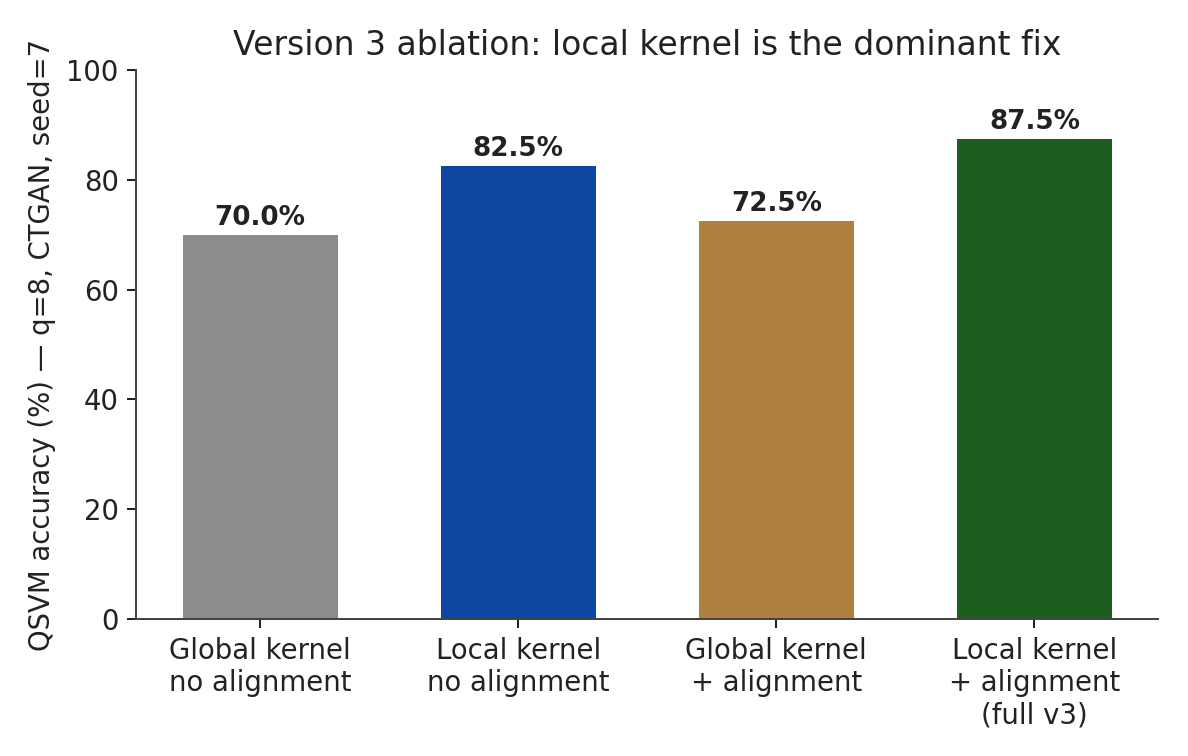 Version 3 ablation: local kernel is the dominant fix
QSVM accuracy (%) — q=8, CTGAN, seed=7
100
80
60
40
20
0
70.0%
82.5%
72.5%
87.5%
Global kernel
no alignment
Local kernel
no alignment
Global kernel
+ alignment
Local kernel
+ alignment
(full v3)